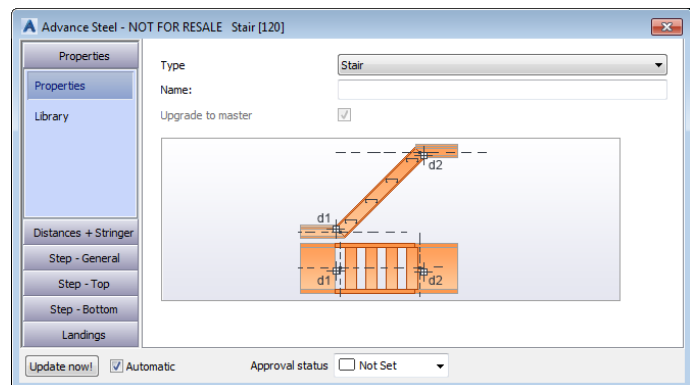 Advance Steel - NOT FOR RESALE Stair [120]
Properties
Properties
Library
Distances + Stringer
Step - General
Step - Top
Step - Bottom
Landings
Type
Stair
Name:
Upgrade to master
d2
d1
d1
d2
Update now!
Automatic
Approval status
Not Set